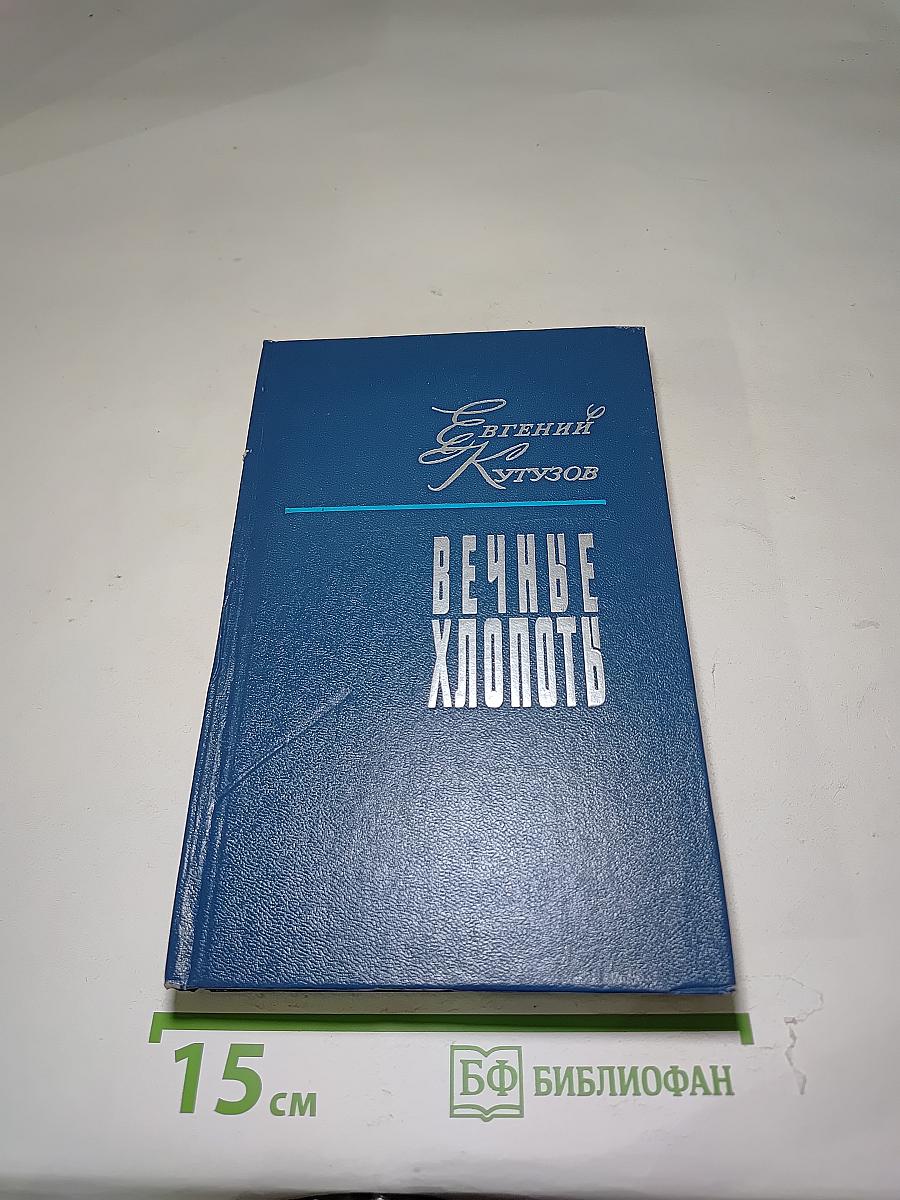 Евгений
Кутузов
ВЕЧНЫЕ
ХЛОПОТЫ
15 см
БФ БИБЛИОФАН